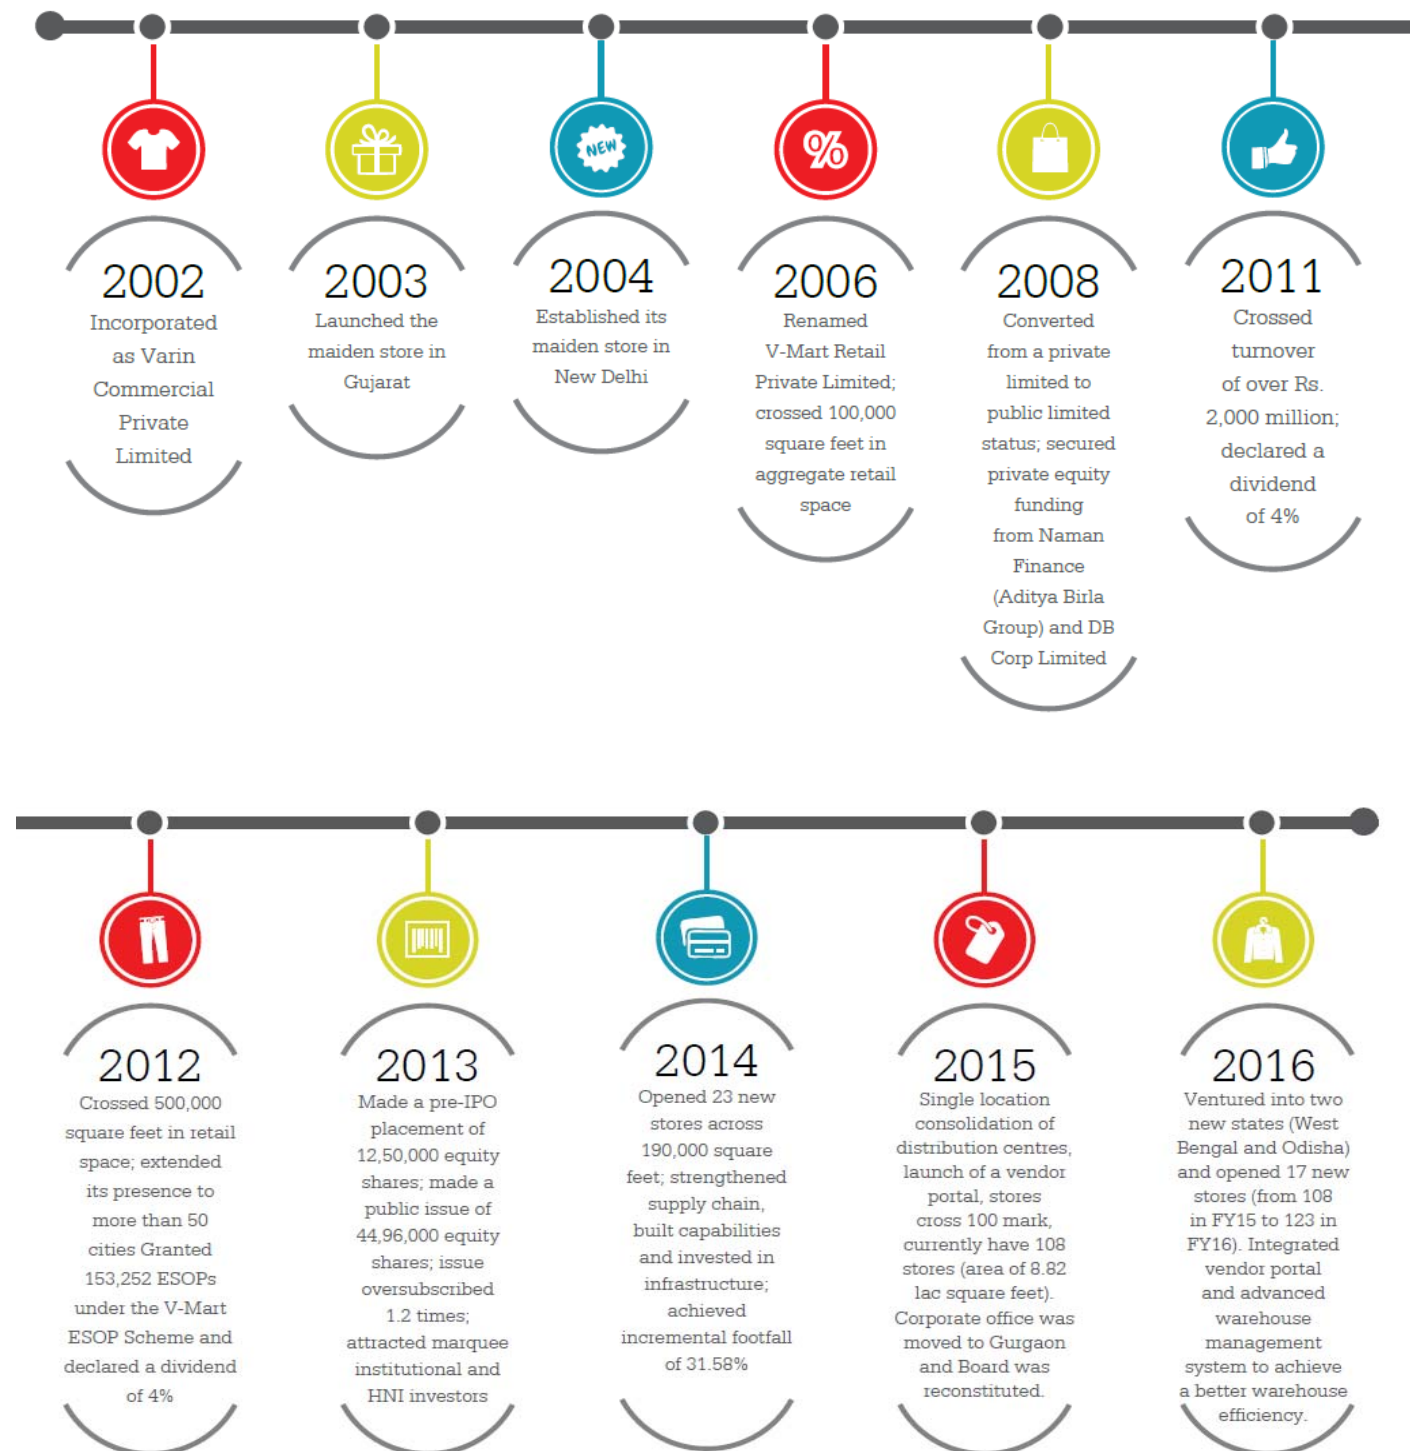 NEW
%
2002
Incorporated
as Varin
Commercial
Private
Limited
2003
Launched the
maiden store in
Gujarat
2004
Established its
maiden store in
New Delhi
2006
Renamed
V-Mart Retail
Private Limited;
crossed 100,000
square feet in
aggregate retail
space
2008
Converted
from a private
limited to
public limited
status; secured
private equity
funding
from Naman
Finance
(Aditya Birla
Group) and DB
Corp Limited
2011
Crossed
turnover
of over Rs.
2,000 million;
declared a
dividend
of 4%
2012
Crossed 500,000
square feet in retail
space; extended
its presence to
more than 50
cities Granted
153,252 ESOPs
under the V-Mart
ESOP Scheme and
declared a dividend
of 4%
2013
Made a pre-IPO
placement of
12,50,000 equity
shares; made a
public issue of
44,96,000 equity
shares; issue
oversubscribed
1.2 times;
attracted marquee
institutional and
HNI investors
2014
Opened 23 new
stores across
190,000 square
feet; strengthened
supply chain,
built capabilities
and invested in
infrastructure;
achieved
incremental footfall
of 31.58%
2015
Single location
consolidation of
distribution centres,
launch of a vendor
portal, stores
cross 100 mark,
currently have 108
stores (area of 8.82
lac square feet).
Corporate office was
moved to Gurgaon
and Board was
reconstituted.
2016
Ventured into two
new states (West
Bengal and Odisha)
and opened 17 new
stores (from 108
in FY15 to 123 in
FY16). Integrated
vendor portal
and advanced
warehouse
management
system to achieve
a better warehouse
efficiency.